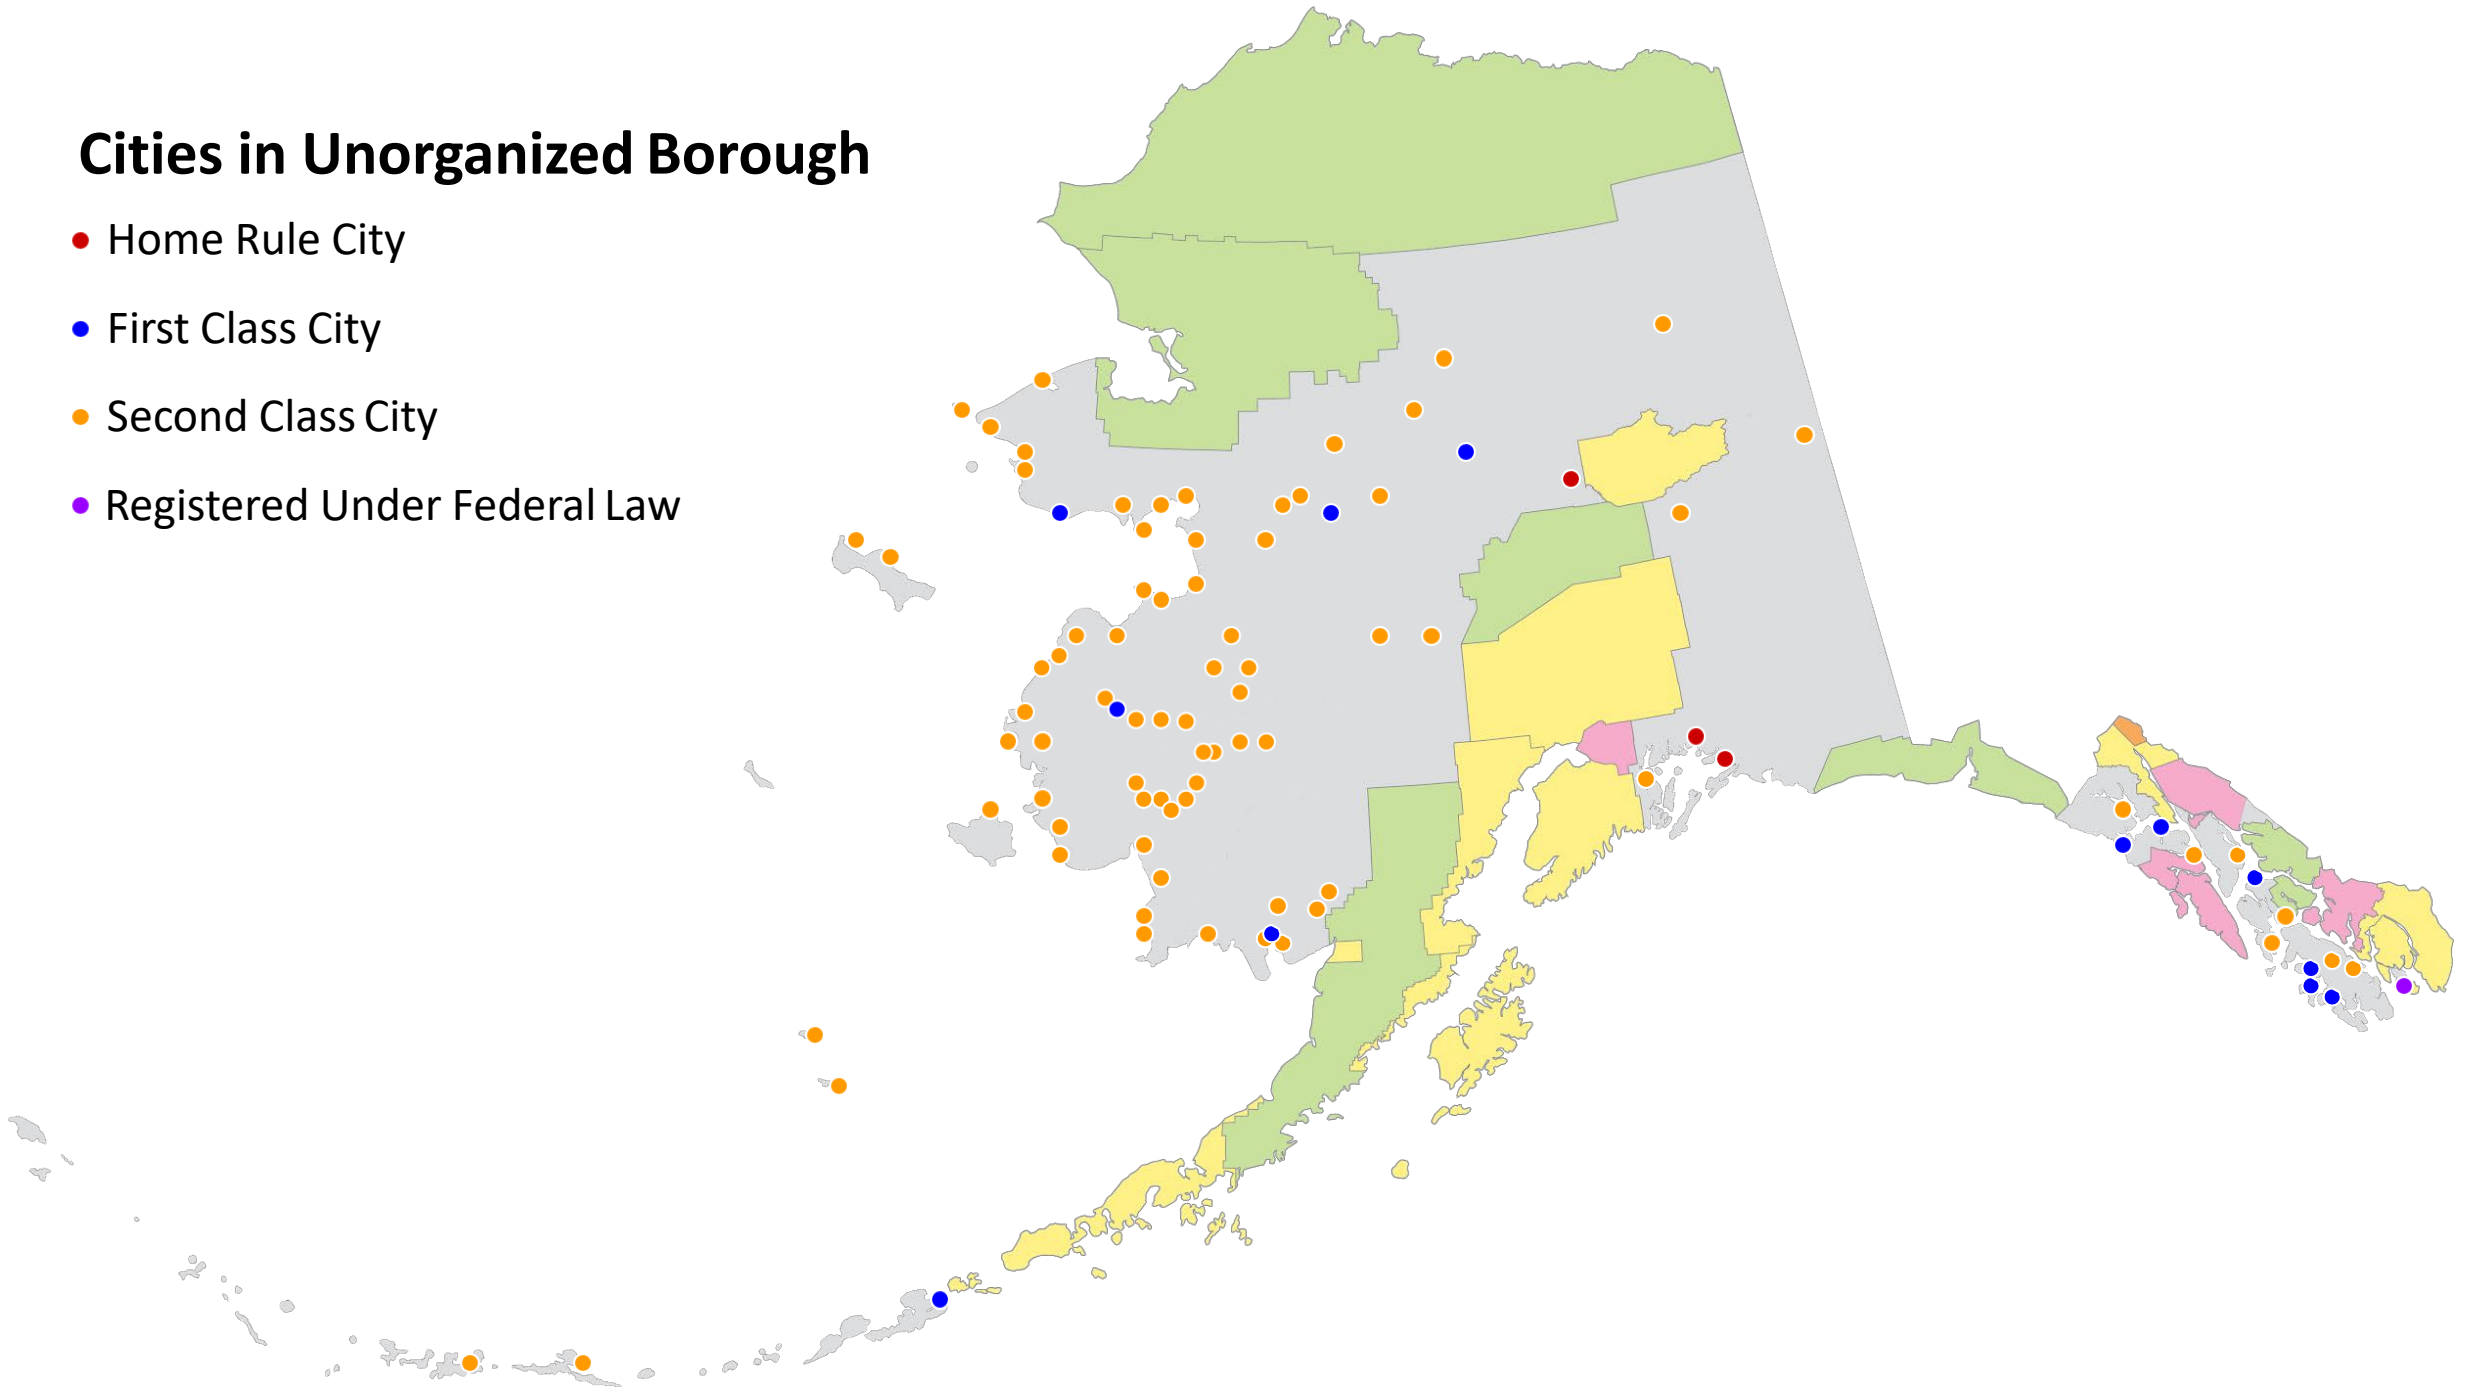 Cities in Unorganized Borough
Home Rule City
First Class City
Second Class City
Registered Under Federal Law